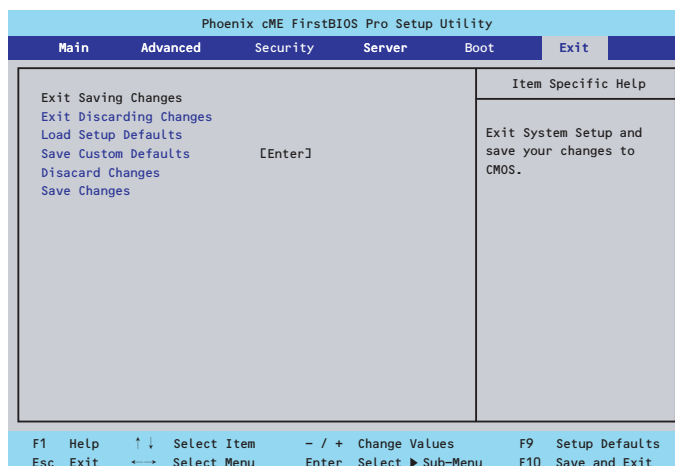 Phoenix cME FirstBIOS Pro Setup Utility
Main Advanced Security Server Boot Exit
Item Specific Help
Exit Saving Changes
Exit Discarding Changes
Load Setup Defaults
Save Custom Defaults [Enter]
Disacard Changes
Save Changes
Exit System Setup and
save your changes to
CMOS.
F1 Help ↑↓ Select Item － / + Change Values F9 Setup Defaults
Esc Exit ←→ Select Menu Enter Select ▶ Sub-Menu F10 Save and Exit